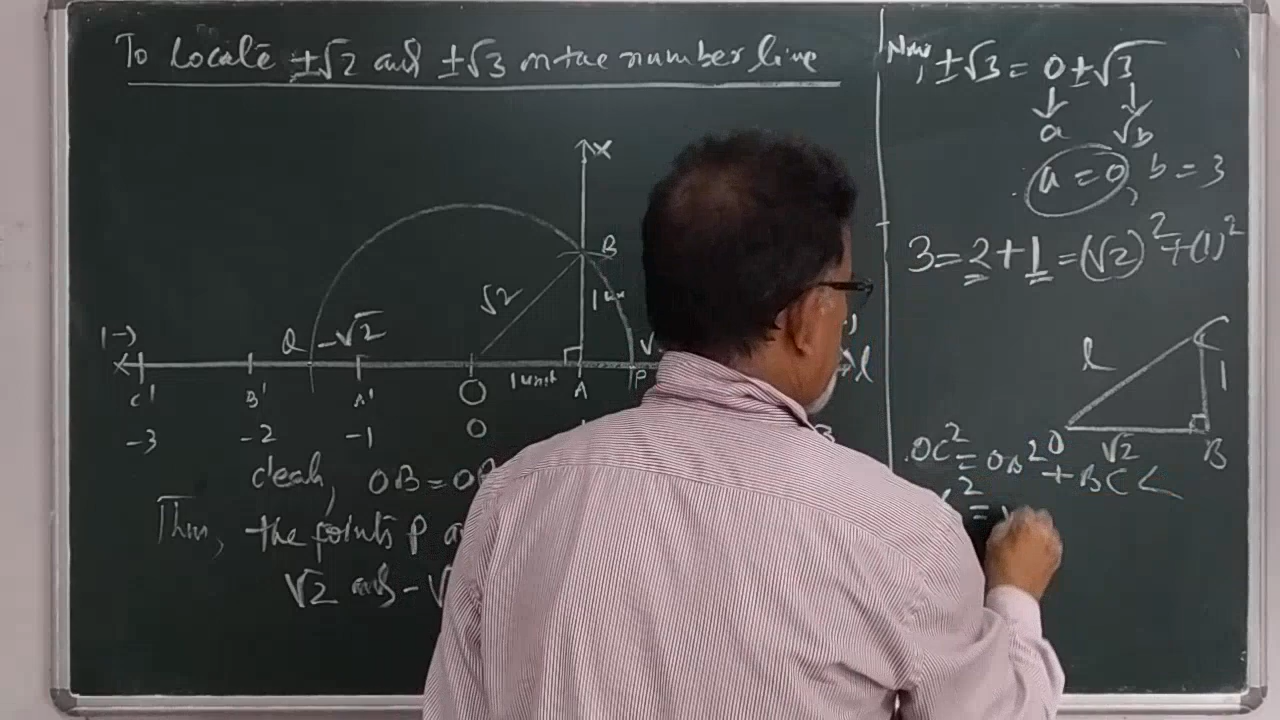 To Locate ±√2 and ±√3 on the number line
X
B
√2
1
Q -√2
l
C' B' A' O 1 unit A P
-3 -2 -1 0
clearly, OB = O
Thus, the points P a
√2 and -√
Now, ±√3 = 0 ± √3
a √b
a = 0, b = 3
3 = 2 + 1 = (√2)² + (1)²
C
l
1
O √2 B
OC² = OB² + BC²
² =